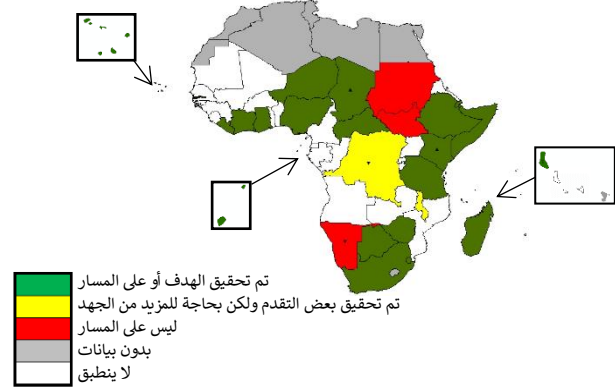 تم تحقيق الهدف أو على المسار
تم تحقيق بعض التقدم ولكن بحاجة للمزيد من الجهد
ليس على المسار
بدون بيانات
لا ينطبق